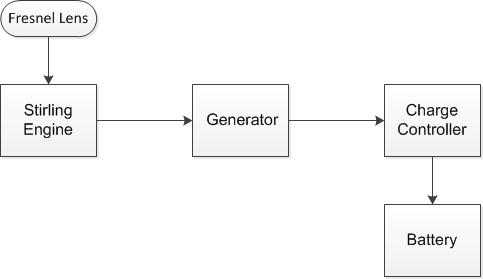 Fresnel Lens
Stirling
Engine
Generator
Charge
Controller
Battery